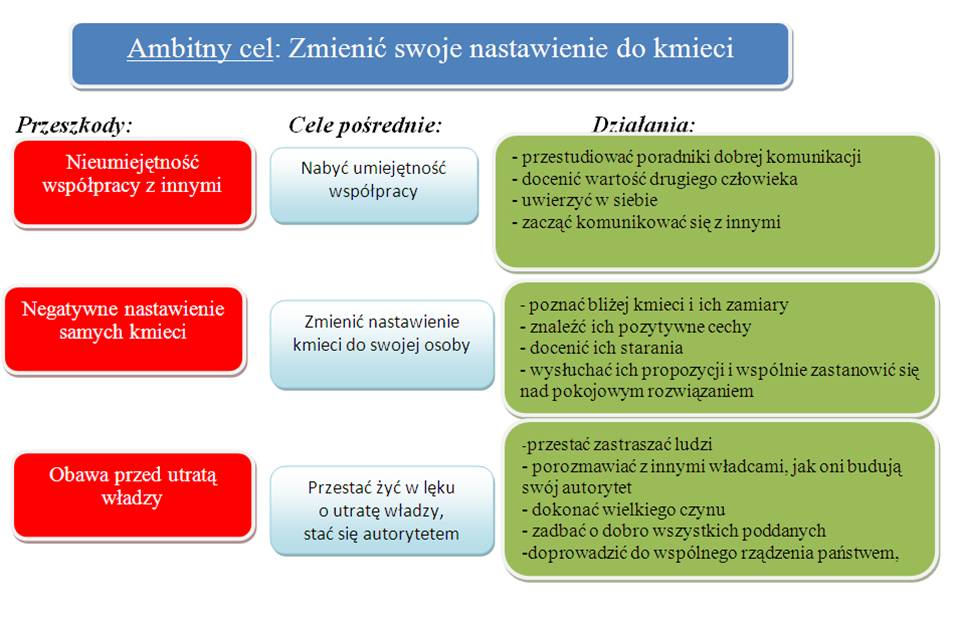 Ambitny cel: Zmienić swoje nastawienie do kmieci
Przeszkody:
Cele pośrednie:
Działania:
Nieumiejętność
współpracy z innymi
Nabyć umiejętność
współpracy
- przestudiować poradniki dobrej komunikacji
- docenić wartość drugiego człowieka
- uwierzyć w siebie
- zacząć komunikować się z innymi
Negatywne nastawienie
samych kmieci
Zmienić nastawienie
kmieci do swojej osoby
- poznać bliżej kmieci i ich zamiary
- znaleźć ich pozytywne cechy
- docenić ich starania
- wysłuchać ich propozycji i wspólnie zastanowić się
nad pokojowym rozwiązaniem
Obawa przed utratą
władzy
Przestać żyć w lęku
o utratę władzy,
stać się autorytetem
-przestać zastraszać ludzi
- porozmawiać z innymi władcami, jak oni budują
swój autorytet
- dokonać wielkiego czynu
- zadbać o dobro wszystkich poddanych
-doprowadzić do wspólnego rządzenia państwem,